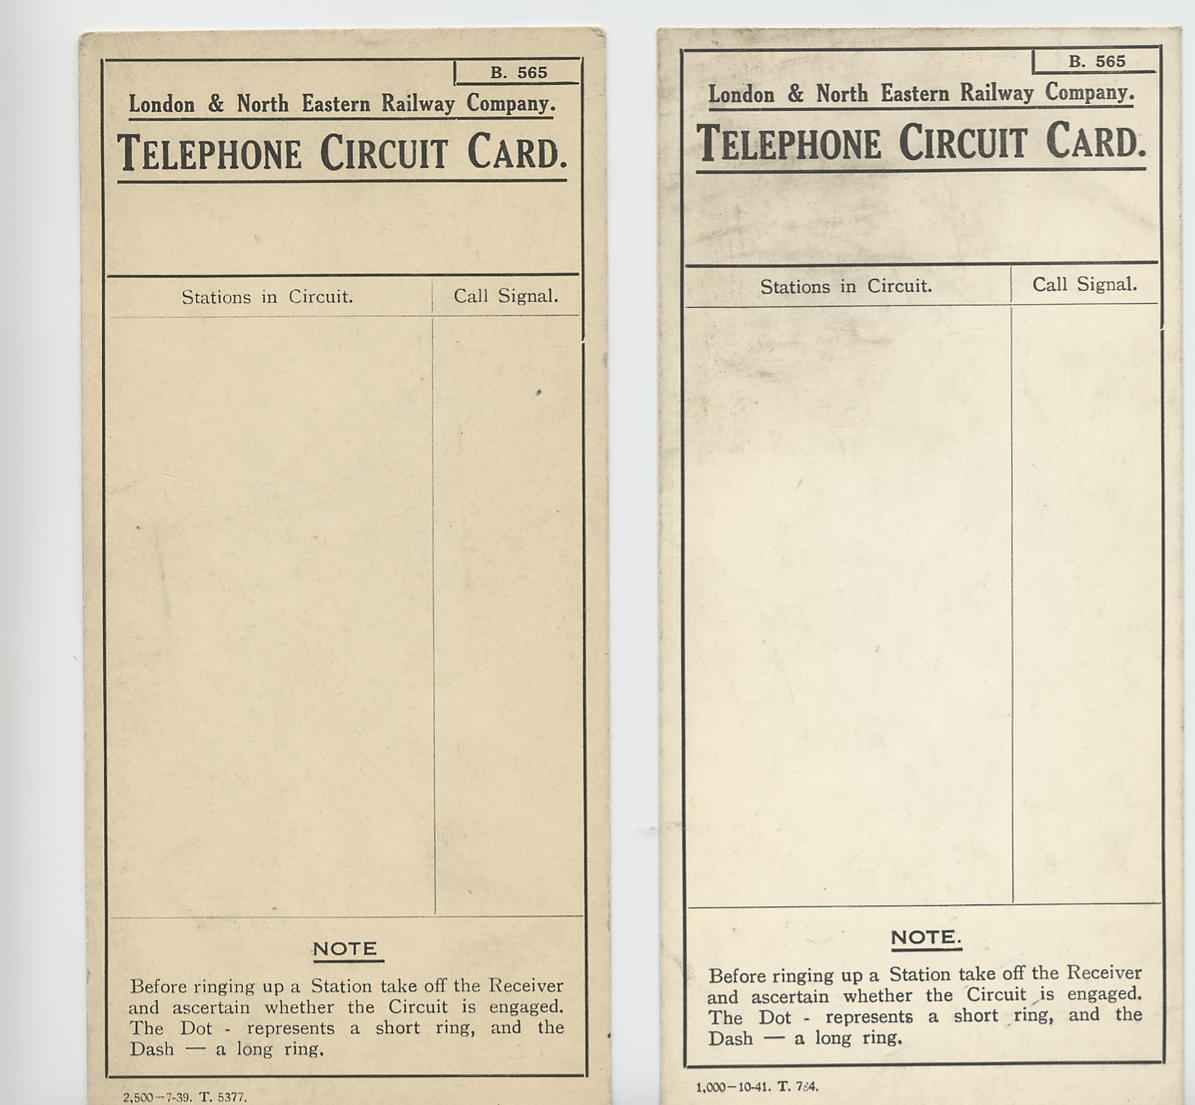 B. 565
London & North Eastern Railway Company.
TELEPHONE CIRCUIT CARD.
Stations in Circuit. Call Signal.
NOTE
Before ringing up a Station take off the Receiver
and ascertain whether the Circuit is engaged.
The Dot - represents a short ring, and the
Dash — a long ring.
2,500—7-39. T. 5377.
B. 565
London & North Eastern Railway Company.
TELEPHONE CIRCUIT CARD.
Stations in Circuit. Call Signal.
NOTE.
Before ringing up a Station take off the Receiver
and ascertain whether the Circuit is engaged.
The Dot - represents a short ring, and the
Dash — a long ring.
1,000—10-41. T.